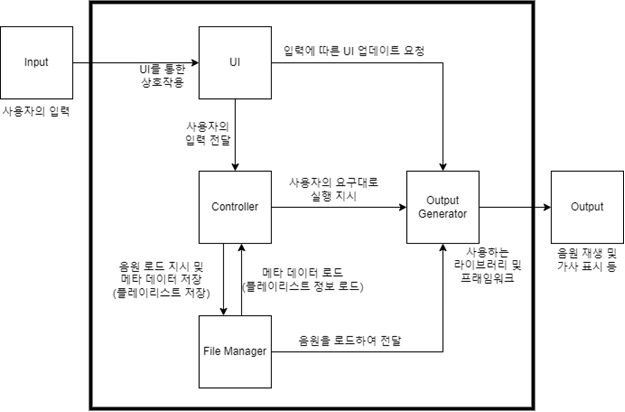 Input
사용자의 입력
UI를 통한
상호작용
UI
입력에 따른 UI 업데이트 요청
사용자의
입력 전달
Controller
사용자의 요구대로
실행 지시
Output
Generator
Output
음원 재생 및
가사 표시 등
사용하는
라이브러리 및
프래임워크
음원 로드 지시 및
메타 데이터 저장
(플레이리스트 저장)
메타 데이터 로드
(플레이리스트 정보 로드)
File Manager
음원을 로드하여 전달